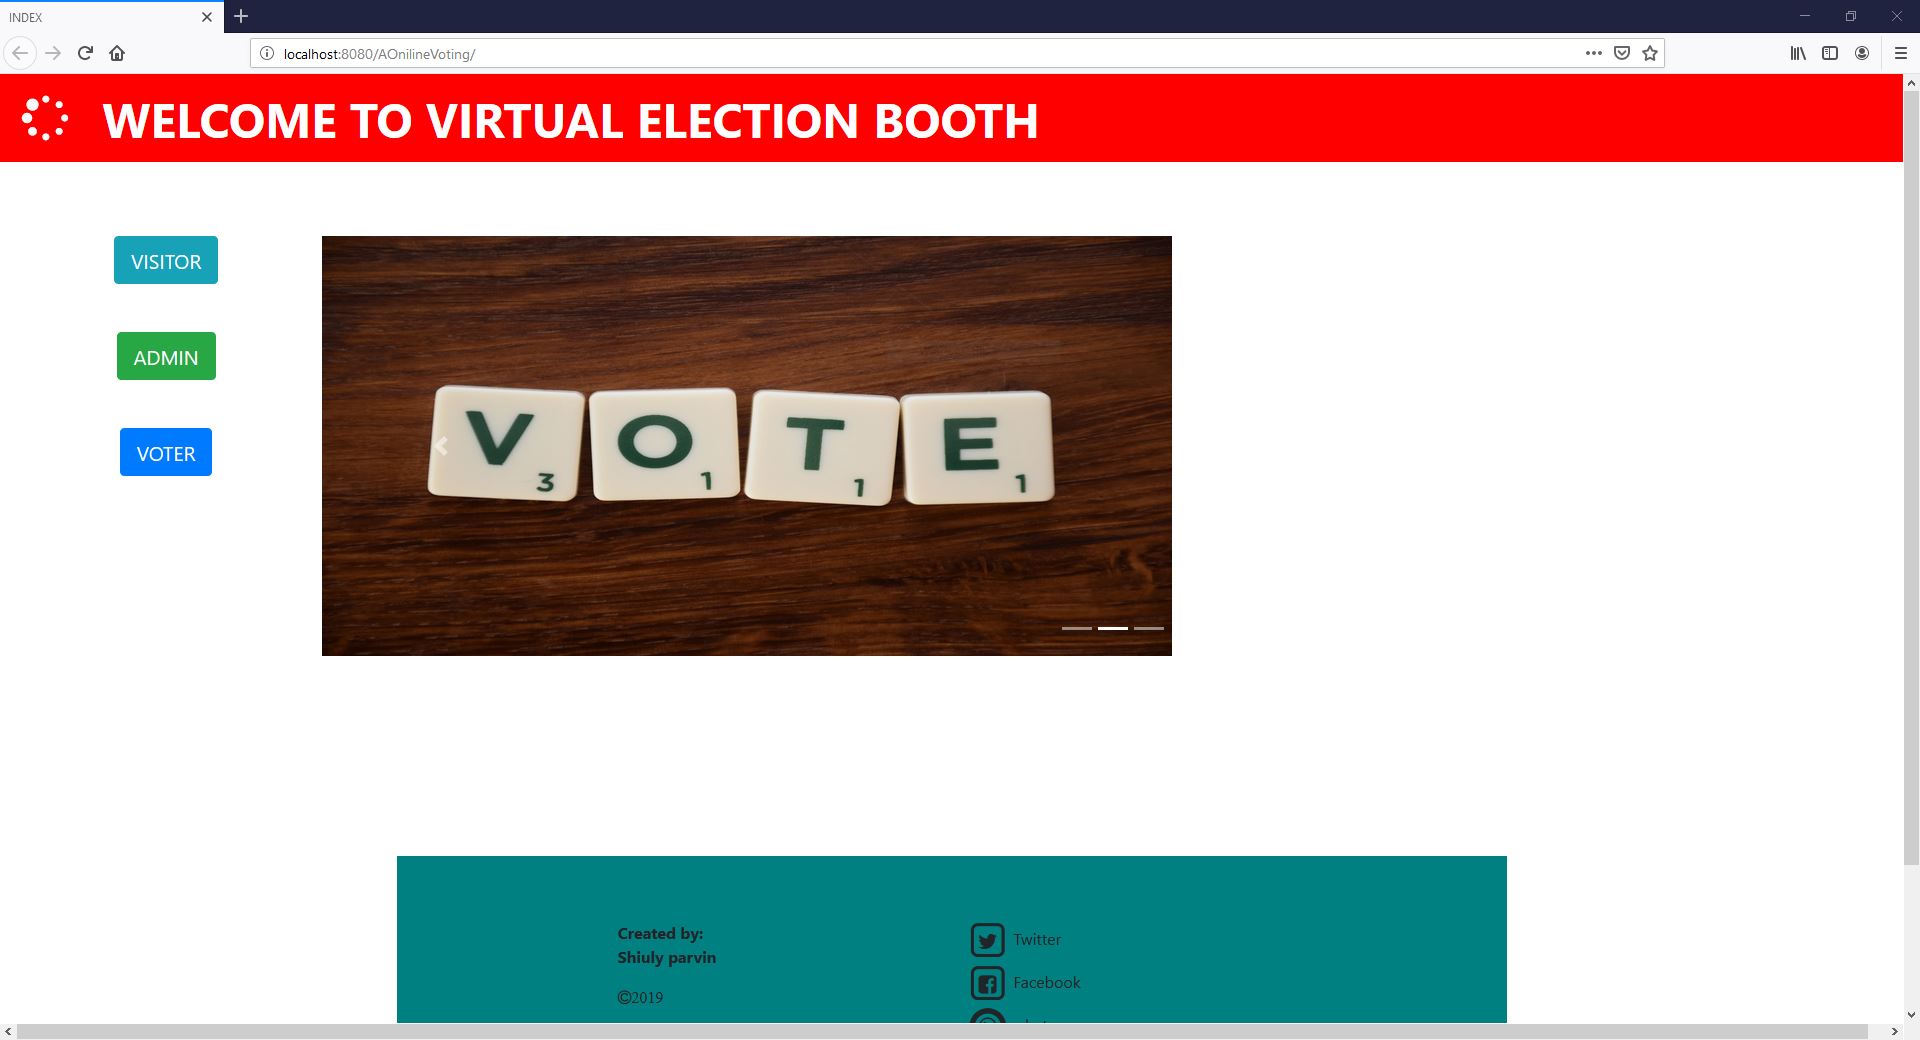 INDEX
localhost:8080/AOnilineVoting/
WELCOME TO VIRTUAL ELECTION BOOTH
VISITOR
ADMIN
VOTER
V 3 O 1 T 1 E 1
Created by:
Shiuly parvin
©2019
Twitter
Facebook